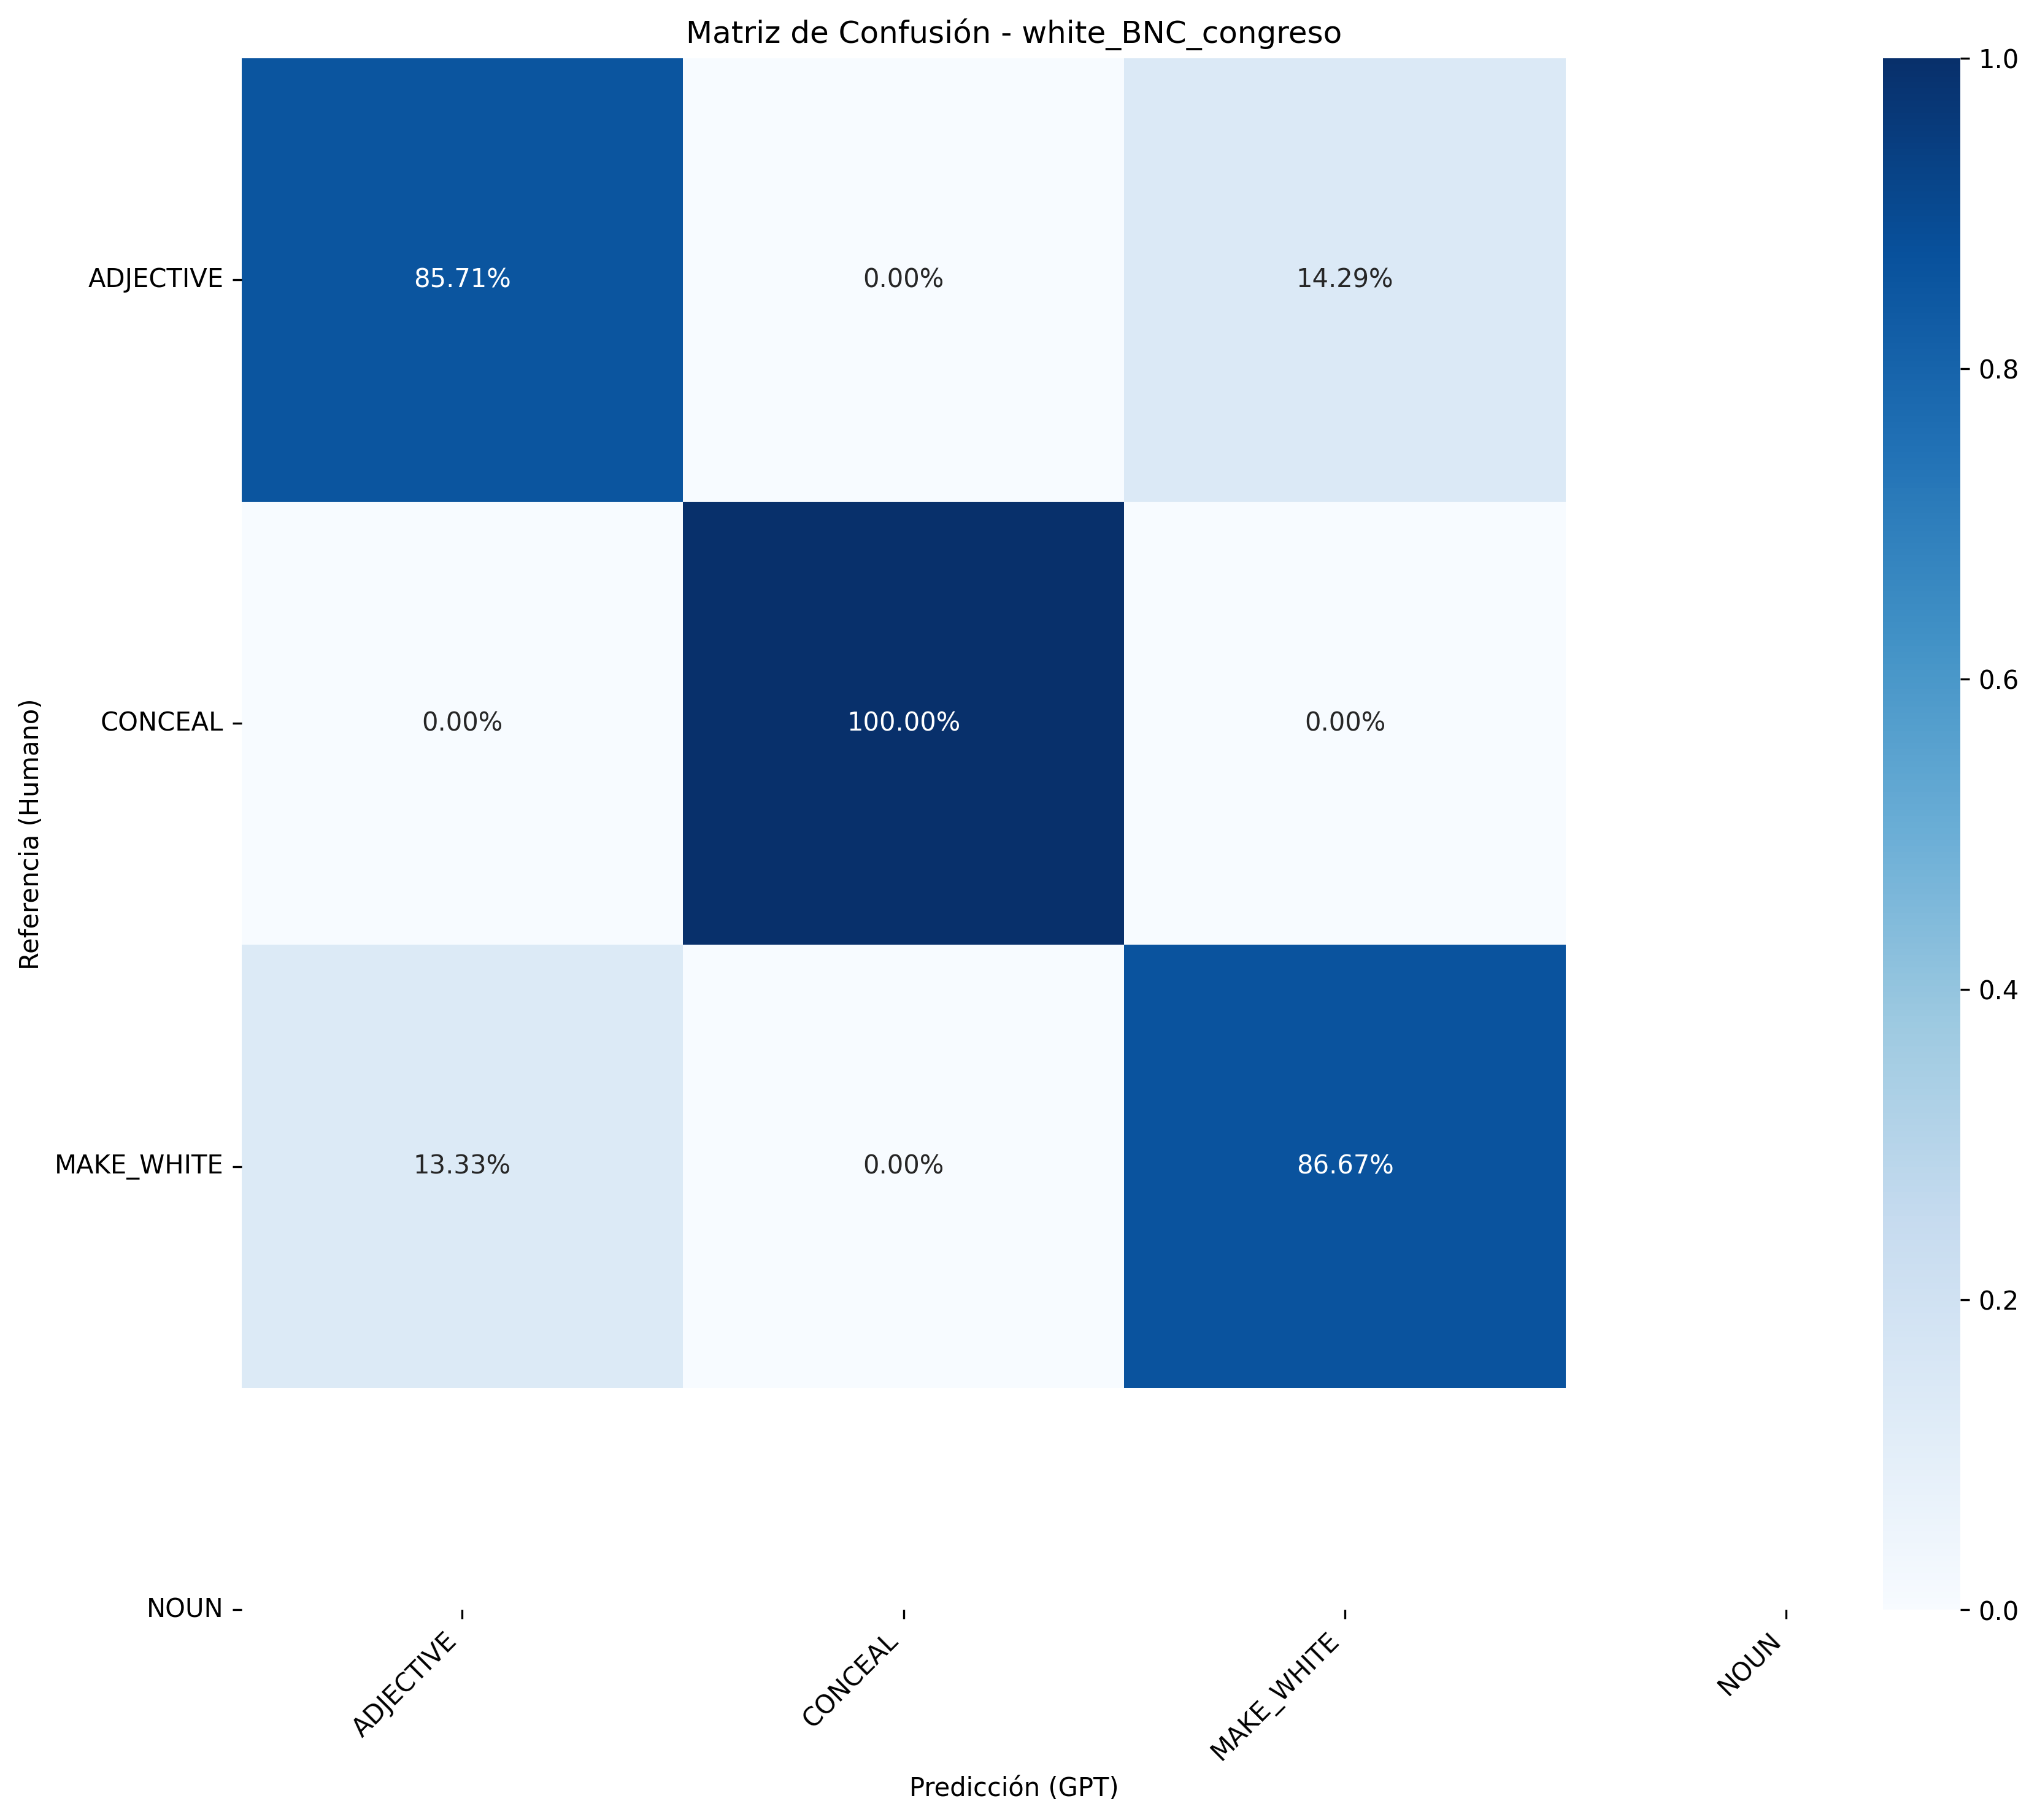 Matriz de Confusión - white_BNC_congreso
1.0
ADJECTIVE
85.71%
0.00%
14.29%
0.8
CONCEAL
0.00%
100.00%
0.00%
0.6
Referencia (Humano)
0.4
MAKE_WHITE
13.33%
0.00%
86.67%
0.2
NOUN
0.0
ADJECTIVE
CONCEAL
MAKE_WHITE
NOUN
Predicción (GPT)